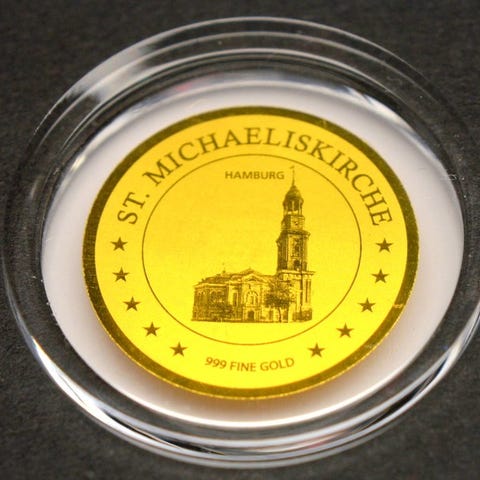 ST. MICHAELISKIRCHE
HAMBURG
999 FINE GOLD